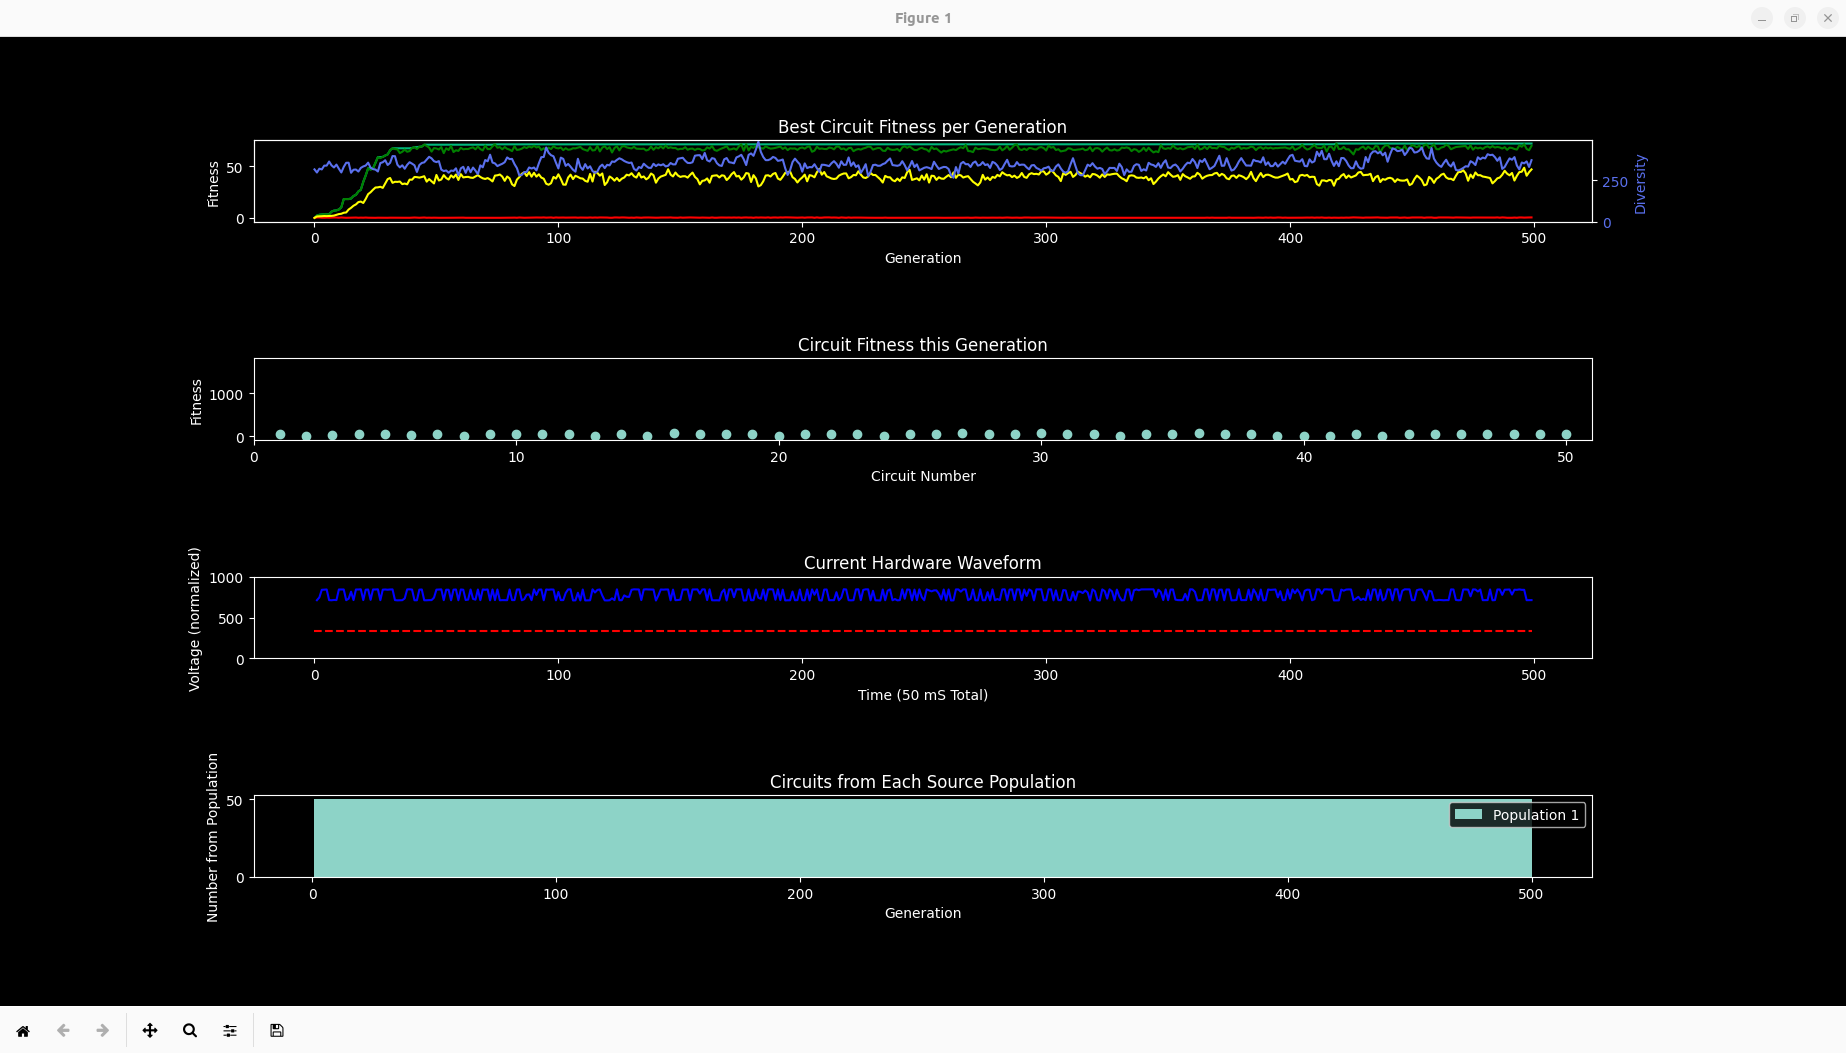 Figure 1
Best Circuit Fitness per Generation
Fitness
50
0
250
0
Diversity
0 100 200 300 400 500
Generation
Circuit Fitness this Generation
Fitness
1000
0
0 10 20 30 40 50
Circuit Number
Current Hardware Waveform
Voltage (normalized)
1000
500
0
0 100 200 300 400 500
Time (50 mS Total)
Circuits from Each Source Population
Number from Population
50
0
Population 1
0 100 200 300 400 500
Generation